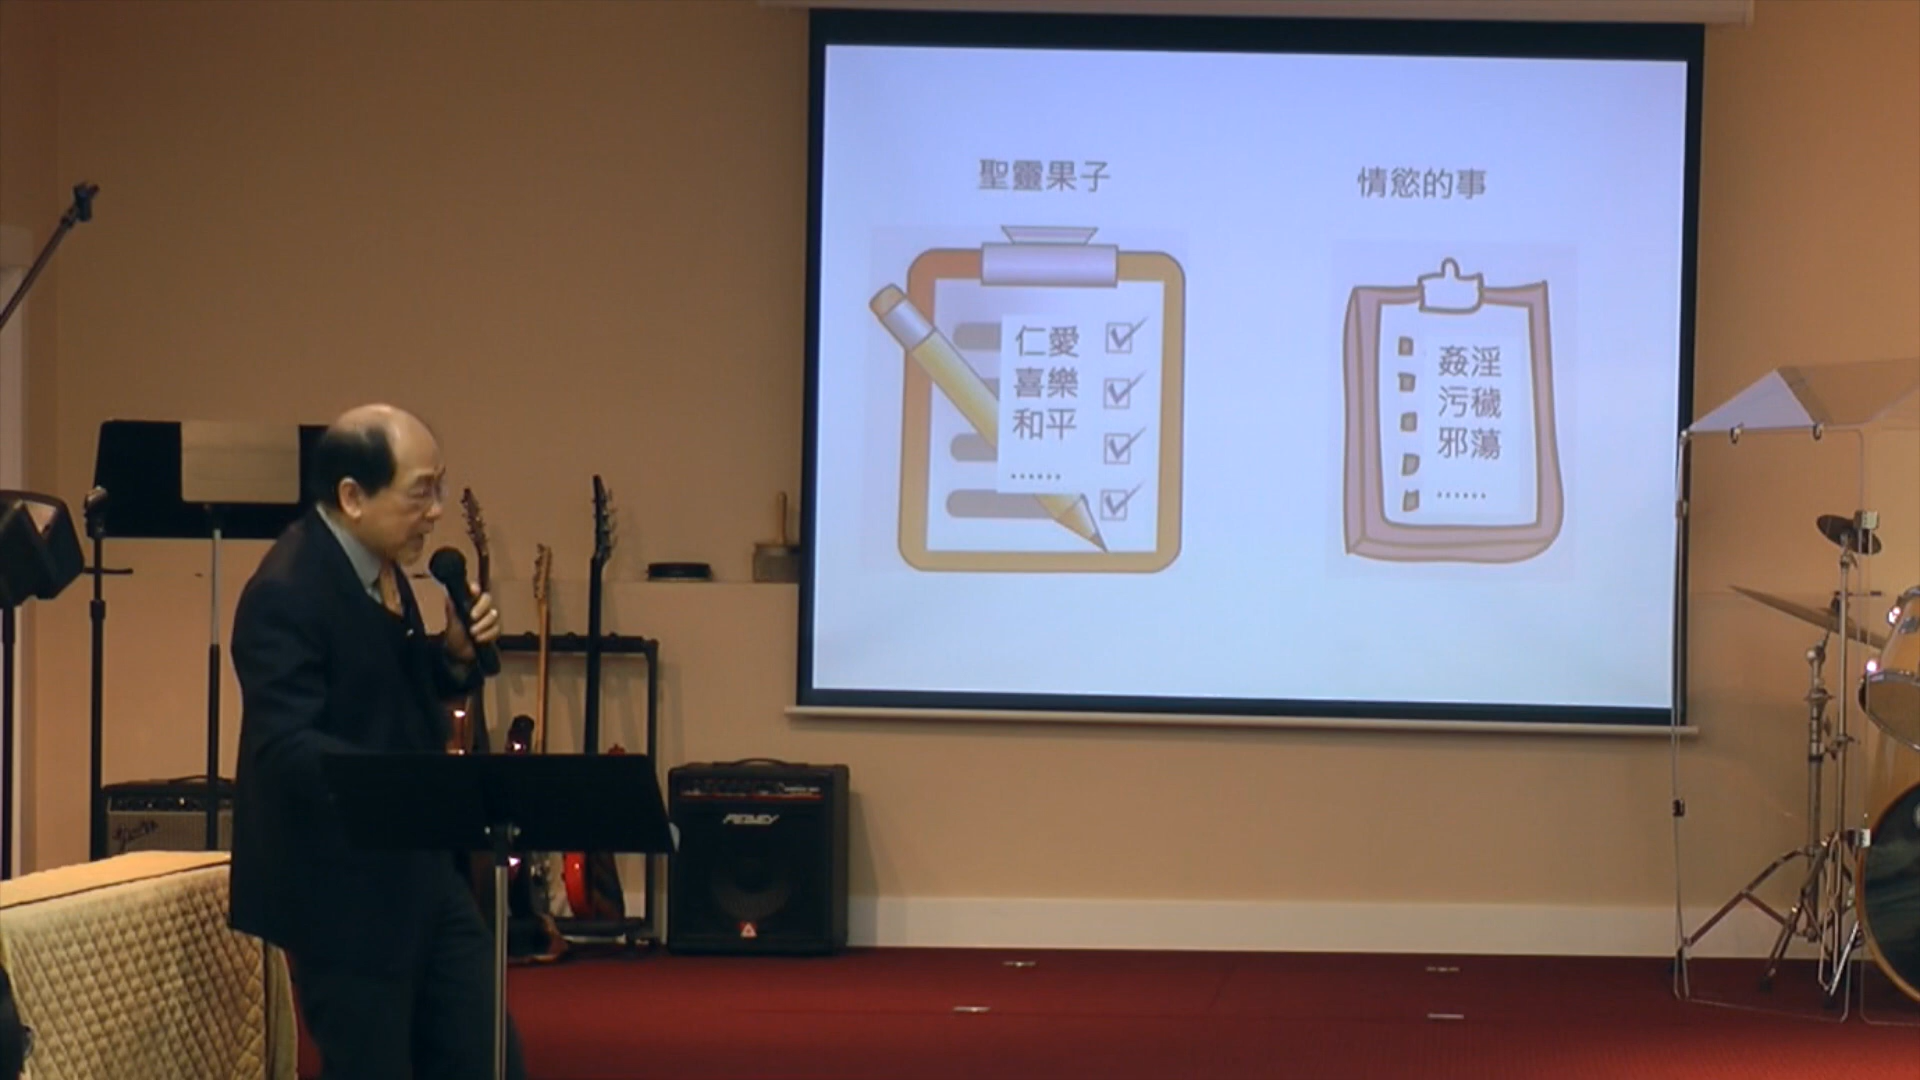 聖靈果子
仁愛
喜樂
和平
......
情慾的事
姦淫
污穢
邪蕩
......
PEAVEY